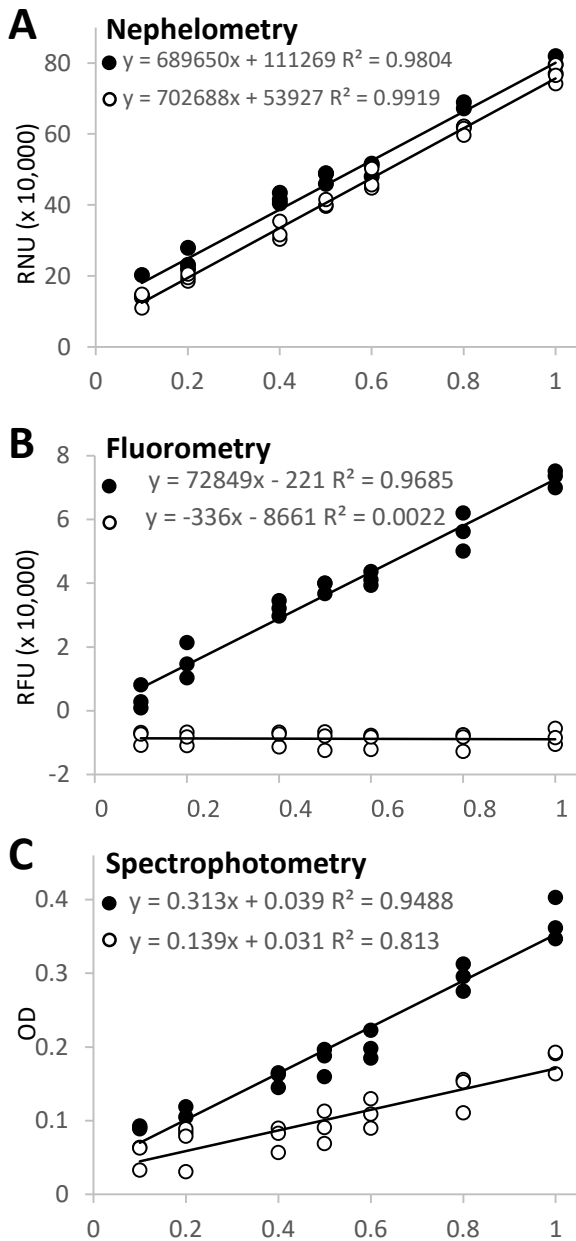 A Nephelometry
y = 689650x + 111269 R² = 0.9804
y = 702688x + 53927 R² = 0.9919
RNU (x 10,000)
80
60
40
20
0
0 0.2 0.4 0.6 0.8 1
B Fluorometry
y = 72849x - 221 R² = 0.9685
y = -336x - 8661 R² = 0.0022
RFU (x 10,000)
8
6
4
2
0
-2
0 0.2 0.4 0.6 0.8 1
C Spectrophotometry
y = 0.313x + 0.039 R² = 0.9488
y = 0.139x + 0.031 R² = 0.813
OD
0.4
0.3
0.2
0.1
0
0 0.2 0.4 0.6 0.8 1